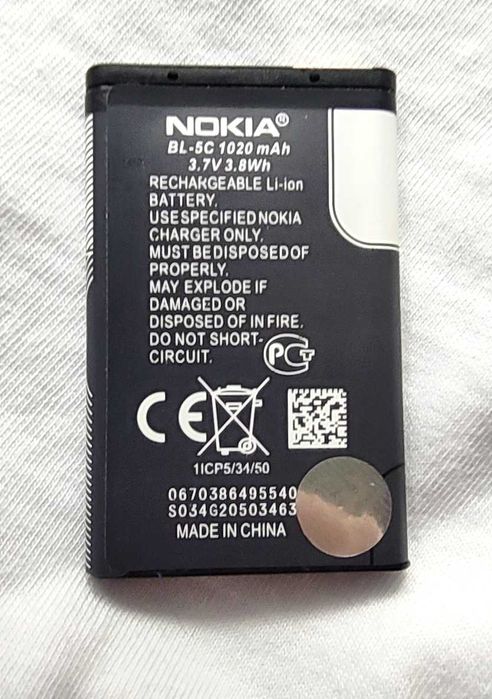 NOKIA®
BL-5C 1020 mAh
3.7V 3.8Wh
RECHARGEABLE Li-ion
BATTERY.
USE SPECIFIED NOKIA
CHARGER ONLY.
MUST BE DISPOSED OF
PROPERLY.
MAY EXPLODE IF
DAMAGED OR
DISPOSED OF IN FIRE.
DO NOT SHORT-
CIRCUIT.
PCT
CE
1ICP5/34/50
0670386495540
S034G20503463
MADE IN CHINA